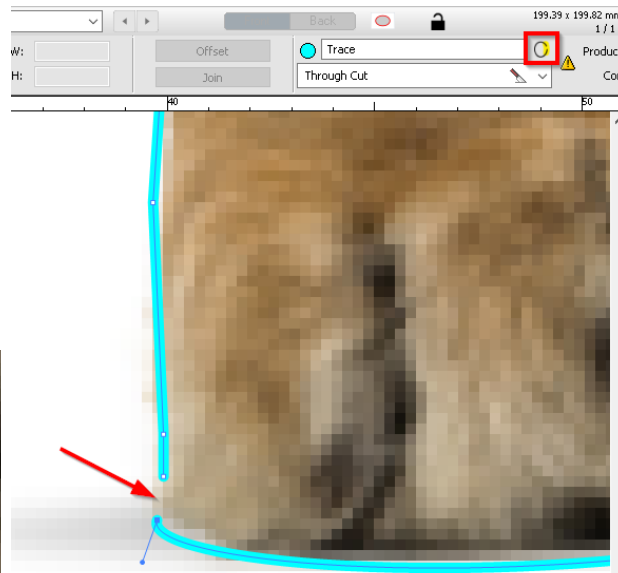 Back
199.39 x 199.82 mm
1 / 1
W:
Offset
Trace
Produc
H:
Join
Through Cut
Co
40
50